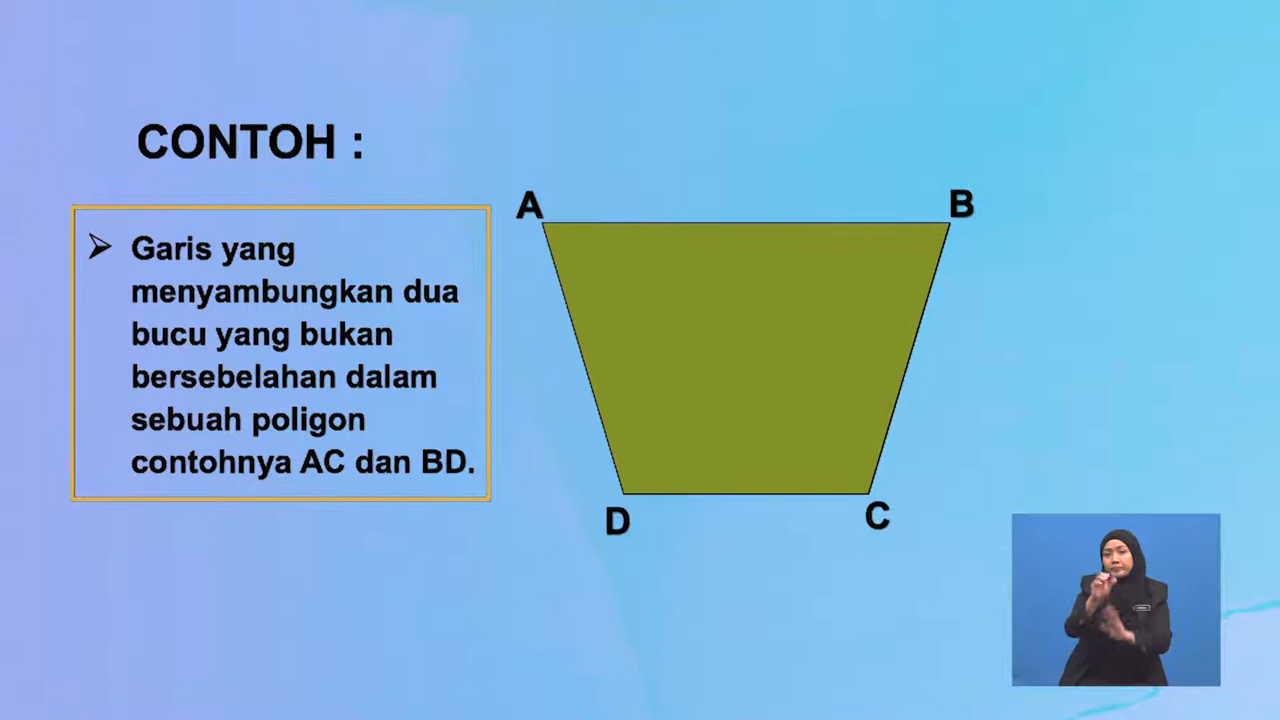 CONTOH :
➢ Garis yang
menyambungkan dua
bucu yang bukan
bersebelahan dalam
sebuah poligon
contohnya AC dan BD.
A
B
D
C